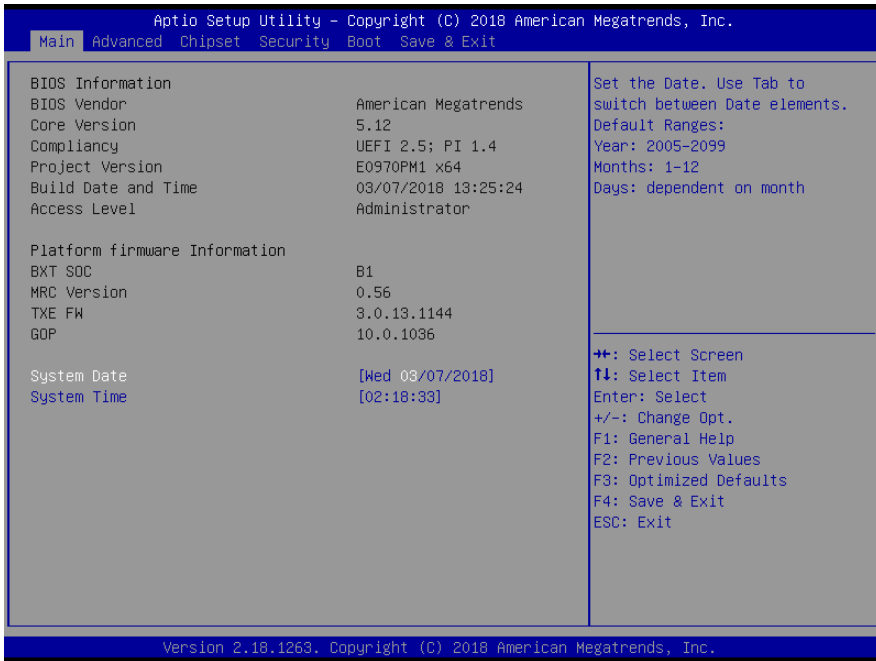 Aptio Setup Utility – Copyright (C) 2018 American Megatrends, Inc.
Main Advanced Chipset Security Boot Save & Exit
BIOS Information
BIOS Vendor American Megatrends
Core Version 5.12
Compliancy UEFI 2.5; PI 1.4
Project Version E0970PM1 x64
Build Date and Time 03/07/2018 13:25:24
Access Level Administrator
Platform firmware Information
BXT SOC B1
MRC Version 0.56
TXE FW 3.0.13.1144
GOP 10.0.1036
System Date [Wed 03/07/2018]
System Time [02:18:33]
Set the Date. Use Tab to
switch between Date elements.
Default Ranges:
Year: 2005-2099
Months: 1-12
Days: dependent on month
→←: Select Screen
↑↓: Select Item
Enter: Select
+/-: Change Opt.
F1: General Help
F2: Previous Values
F3: Optimized Defaults
F4: Save & Exit
ESC: Exit
Version 2.18.1263. Copyright (C) 2018 American Megatrends, Inc.